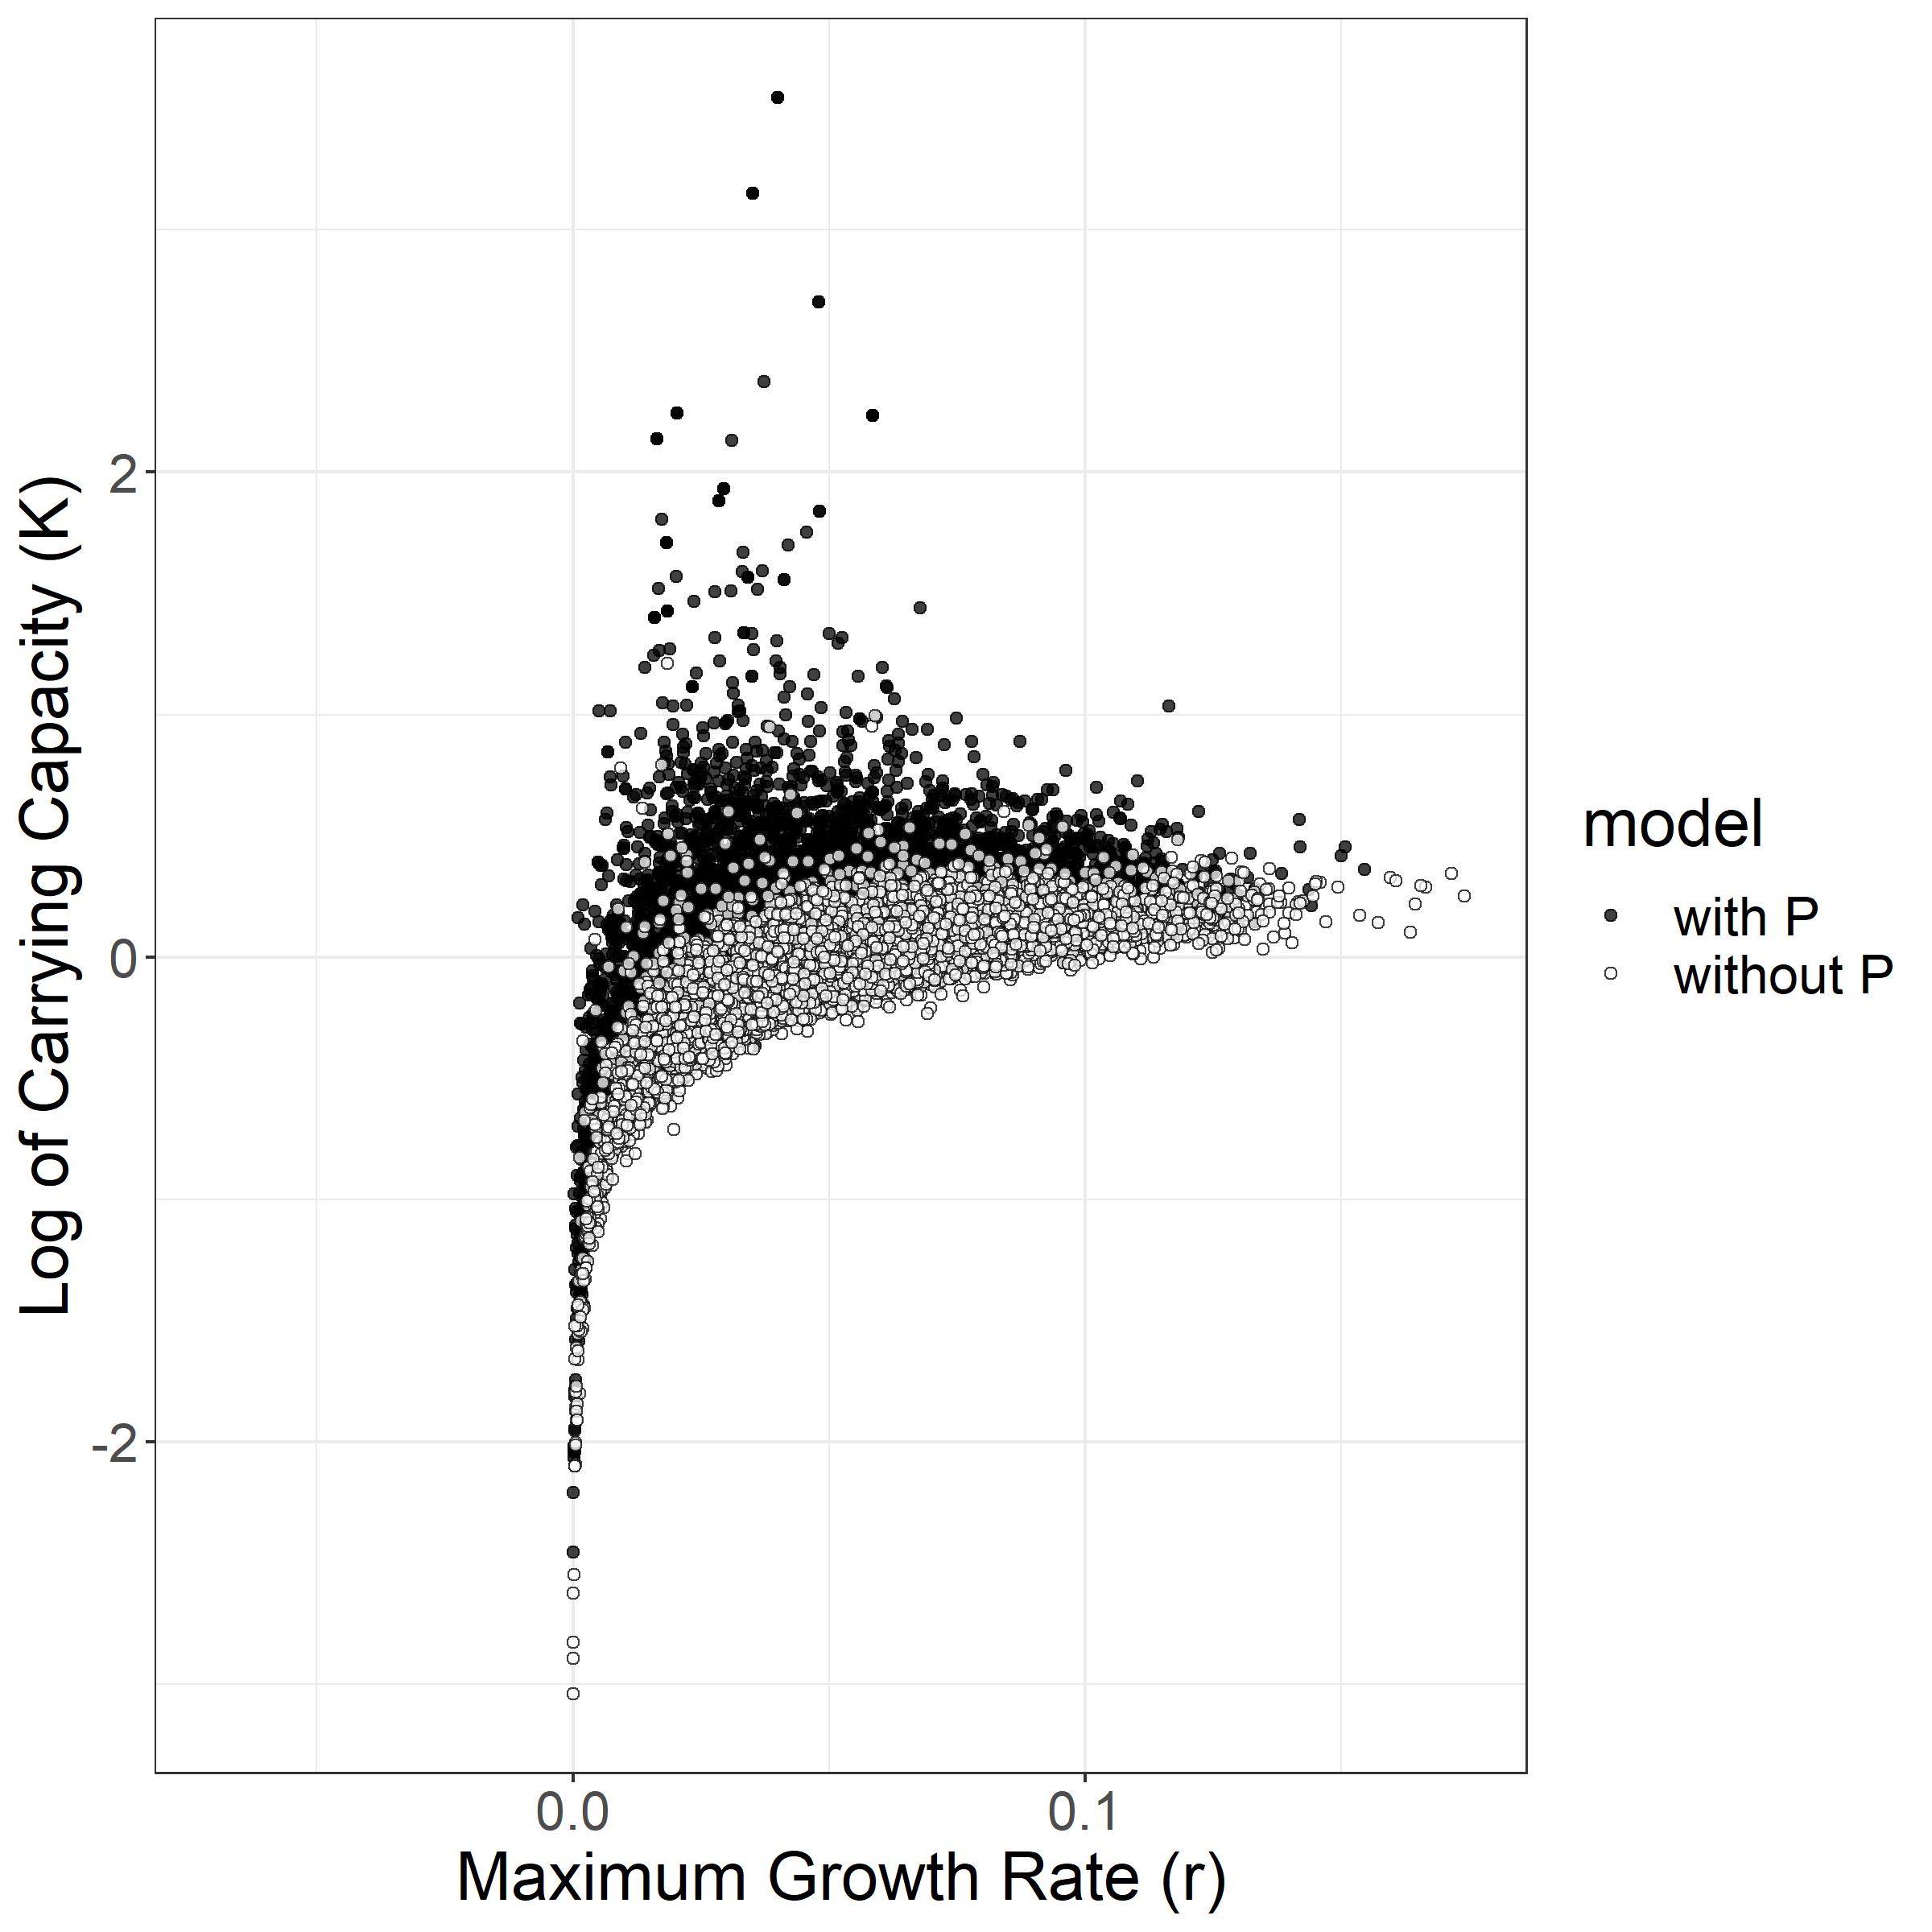 Log of Carrying Capacity (K)
2
0
-2
0.0
0.1
Maximum Growth Rate (r)
model
with P
without P